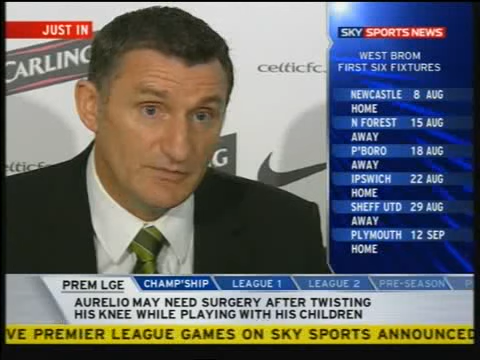 JUST IN
SKY SPORTS NEWS
CARLING
celticfc.
WEST BROM
FIRST SIX FIXTURES
NEWCASTLE 8 AUG
HOME
N FOREST 15 AUG
AWAY
P'BORO 18 AUG
AWAY
IPSWICH 22 AUG
HOME
SHEFF UTD 29 AUG
AWAY
PLYMOUTH 12 SEP
HOME
PREM LGE CHAMP'SHIP LEAGUE 1 LEAGUE 2 PRE-SEASON
AURELIO MAY NEED SURGERY AFTER TWISTING
HIS KNEE WHILE PLAYING WITH HIS CHILDREN
VE PREMIER LEAGUE GAMES ON SKY SPORTS ANNOUNCED